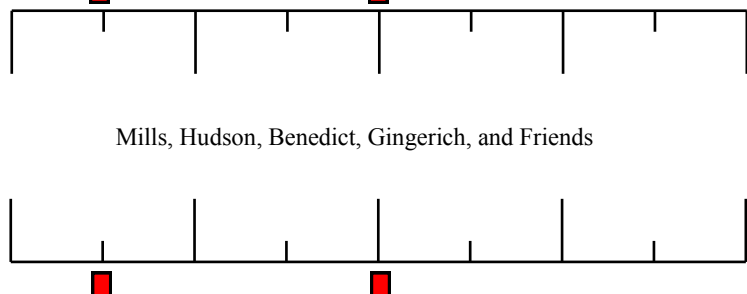 Mills, Hudson, Benedict, Gingerich, and Friends